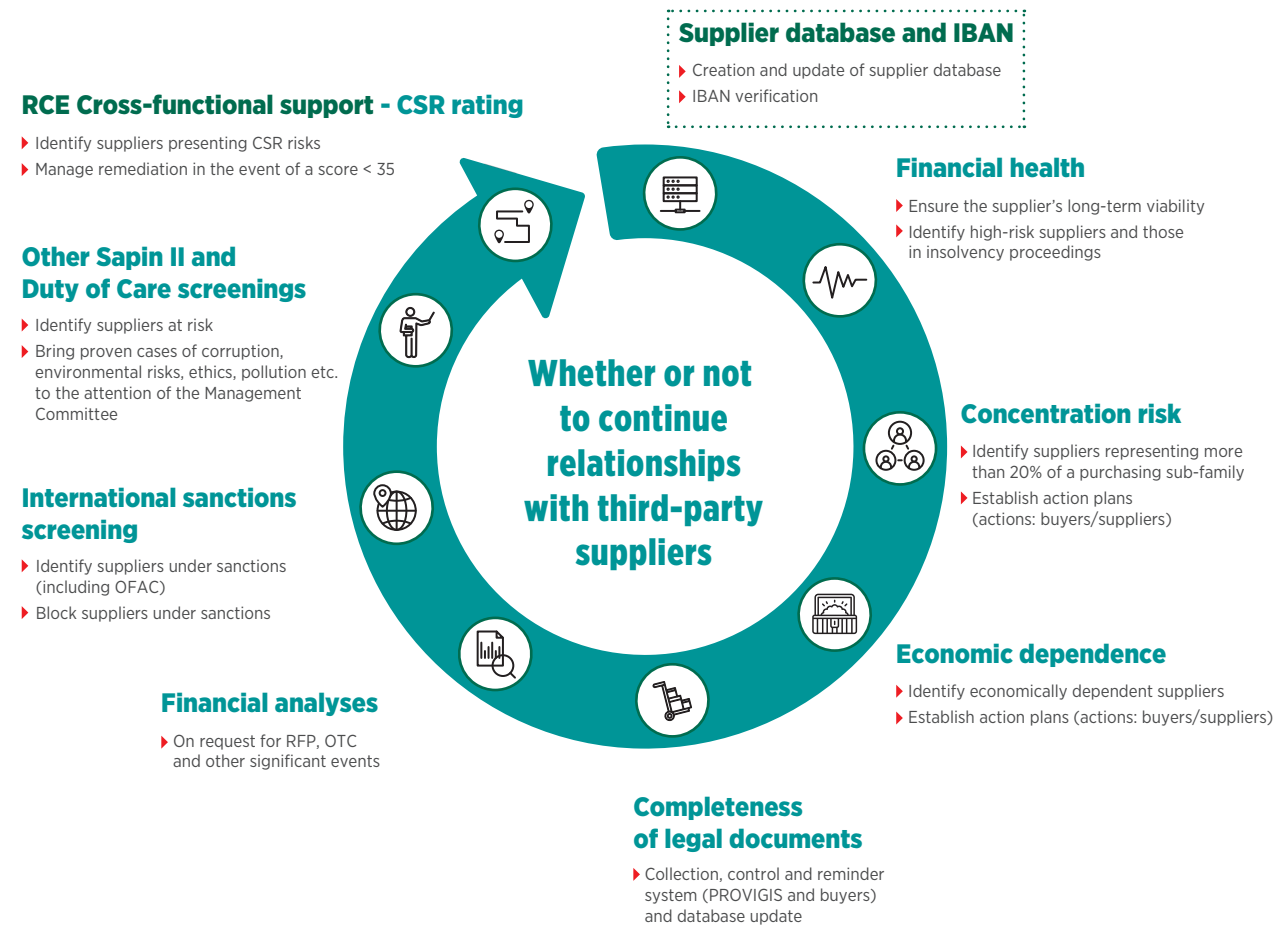 Supplier database and IBAN
Creation and update of supplier database
IBAN verification
RCE Cross-functional support - CSR rating
Identify suppliers presenting CSR risks
Manage remediation in the event of a score < 35
Financial health
Ensure the supplier's long-term viability
Identify high-risk suppliers and those
in insolvency proceedings
Other Sapin II and
Duty of Care screenings
Identify suppliers at risk
Bring proven cases of corruption,
environmental risks, ethics, pollution etc.
to the attention of the Management
Committee
Whether or not
to continue
relationships
with third-party
suppliers
Concentration risk
Identify suppliers representing more
than 20% of a purchasing sub-family
Establish action plans
(actions: buyers/suppliers)
International sanctions
screening
Identify suppliers under sanctions
(including OFAC)
Block suppliers under sanctions
Economic dependence
Identify economically dependent suppliers
Establish action plans (actions: buyers/suppliers)
Financial analyses
On request for RFP, OTC
and other significant events
Completeness
of legal documents
Collection, control and reminder
system (PROVIGIS and buyers)
and database update